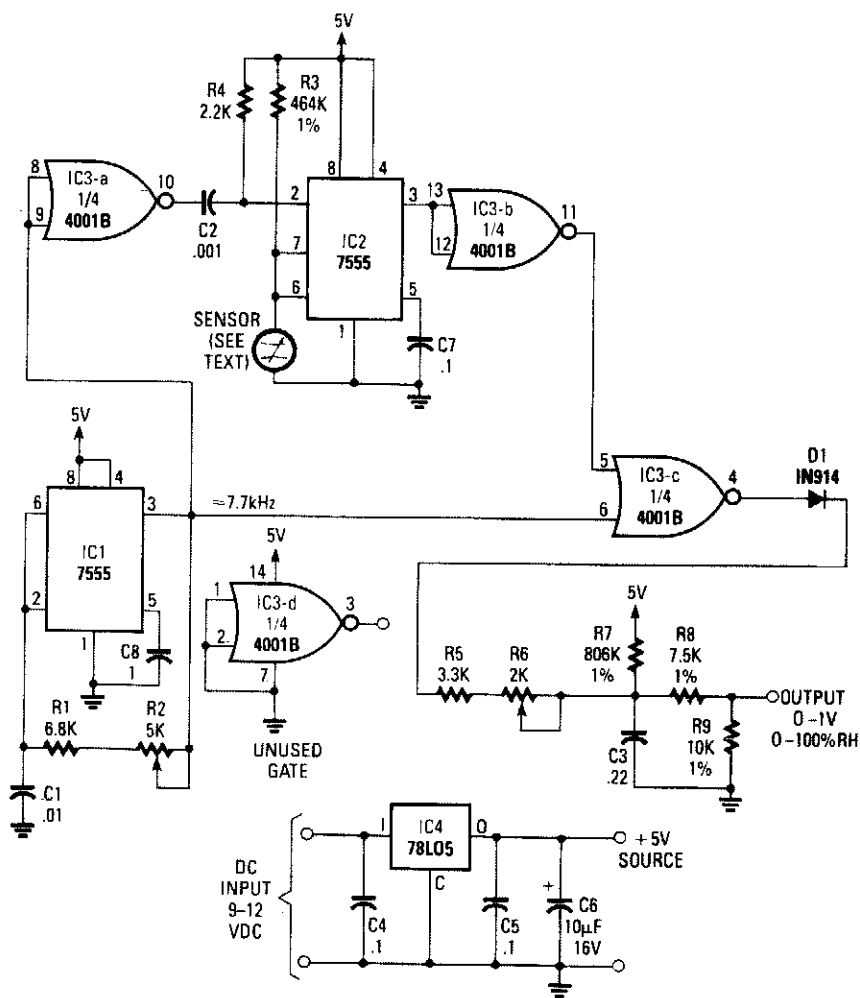 5V
R4
2.2K
R3
464K
1%
8
4
8
9
IC3-a
1/4
4001B
10
C2
.001
2
7
6
IC2
7555
3
5
1
13
12
IC3-b
1/4
4001B
11
SENSOR
(SEE
TEXT)
C7
.1
5V
8
4
6
2
IC1
7555
3
5
1
C8
1
≈7.7kHz
5V
14
1
2.
IC3-d
1/4
4001B
3
7
UNUSED
GATE
5
6
IC3-c
1/4
4001B
4
D1
IN914
R1
6.8K
R2
5K
.C1
.01
R5
3.3K
R6
2K
5V
R7
806K
1%
R8
7.5K
1%
C3
.22
R9
10K
1%
OUTPUT
0–1V
0–100%RH
DC
INPUT
9–12
VDC
I
IC4
78L05
O
C
C4
.1
C5
.1
+
C6
10µF
16V
+5V
SOURCE